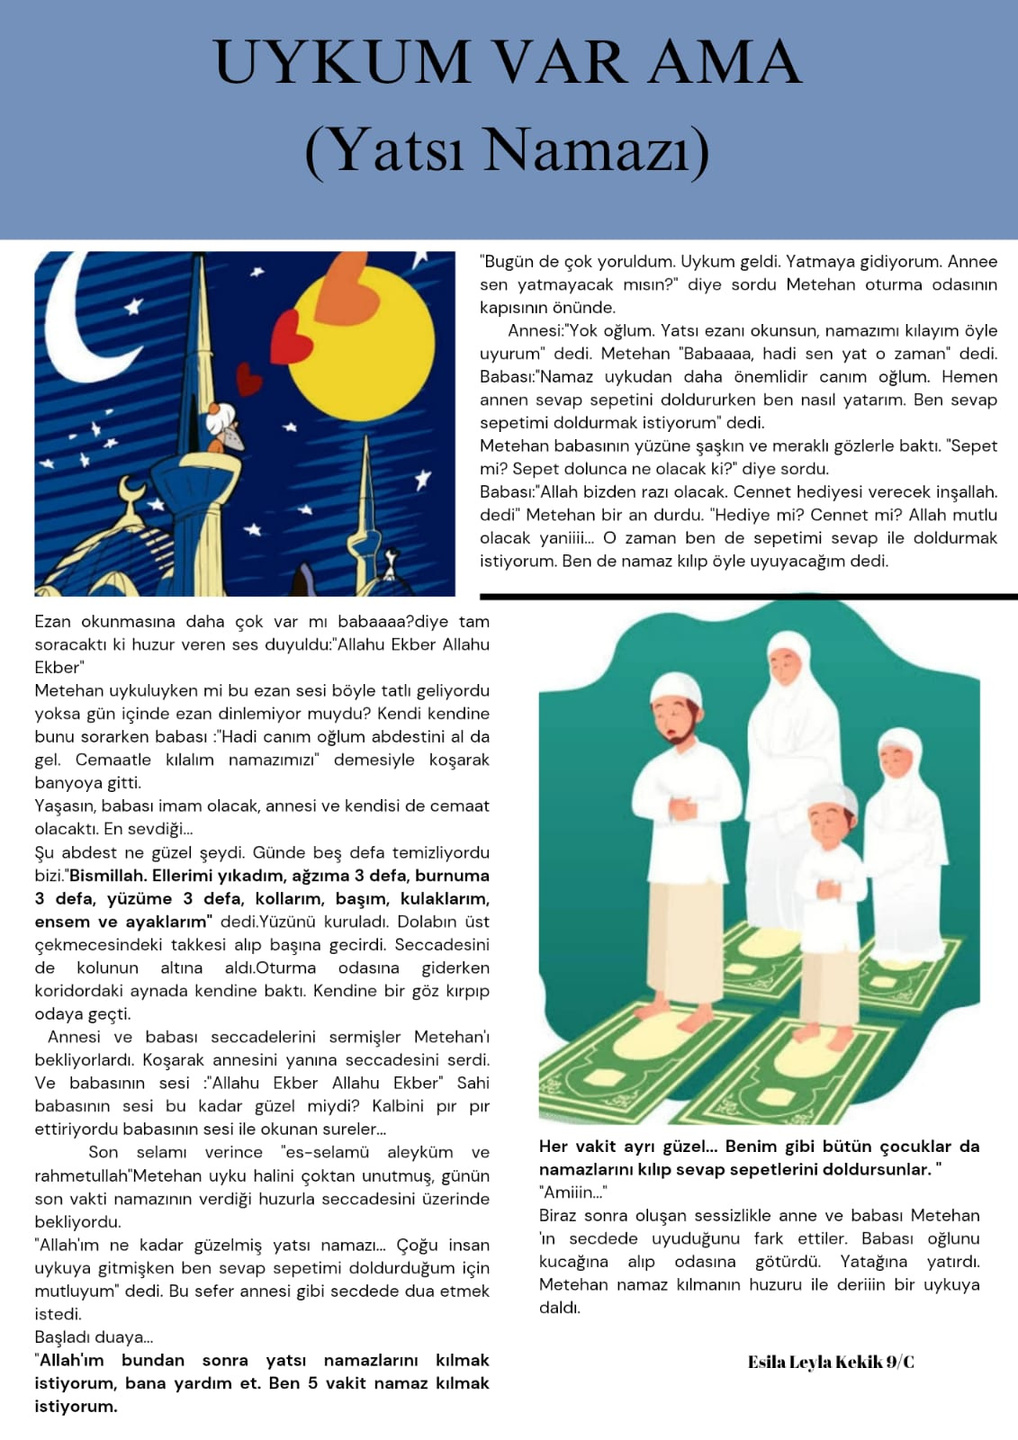 UYKUM VAR AMA
(Yatsı Namazı)
"Bugün de çok yoruldum. Uykum geldi. Yatmaya gidiyorum. Annee
sen yatmayacak mısın?" diye sordu Metehan oturma odasının
kapısının önünde.
Annesi:"Yok oğlum. Yatsı ezanı okunsun, namazımı kılayım öyle
uyurum" dedi. Metehan "Babaaaa, hadi sen yat o zaman" dedi.
Babası:"Namaz uykudan daha önemlidir canım oğlum. Hemen
annen sevap sepetini doldururken ben nasıl yatarım. Ben sevap
sepetimi doldurmak istiyorum" dedi.
Metehan babasının yüzüne şaşkın ve meraklı gözlerle baktı. "Sepet
mi? Sepet dolunca ne olacak ki?" diye sordu.
Babası:"Allah bizden razı olacak. Cennet hediyesi verecek inşallah.
dedi" Metehan bir an durdu. "Hediye mi? Cennet mi? Allah mutlu
olacak yaniiii... O zaman ben de sepetimi sevap ile doldurmak
istiyorum. Ben de namaz kılıp öyle uyuyacağım dedi.
Ezan okunmasına daha çok var mı babaaaa?diye tam
soracaktı ki huzur veren ses duyuldu:"Allahu Ekber Allahu
Ekber"
Metehan uykuluyken mi bu ezan sesi böyle tatlı geliyordu
yoksa gün içinde ezan dinlemiyor muydu? Kendi kendine
bunu sorarken babası :"Hadi canım oğlum abdestini al da
gel. Cemaatle kılalım namazımızı" demesiyle koşarak
banyoya gitti.
Yaşasın, babası imam olacak, annesi ve kendisi de cemaat
olacaktı. En sevdiği...
Şu abdest ne güzel şeydi. Günde beş defa temizliyordu
bizi."Bismillah. Ellerimi yıkadım, ağzıma 3 defa, burnuma
3 defa, yüzüme 3 defa, kollarım, başım, kulaklarım,
ensem ve ayaklarım" dedi.Yüzünü kuruladı. Dolabın üst
çekmecesindeki takkesi alıp başına gecirdi. Seccadesini
de kolunun altına aldı.Oturma odasına giderken
koridordaki aynada kendine baktı. Kendine bir göz kırpıp
odaya geçti.
Annesi ve babası seccadelerini sermişler Metehan'ı
bekliyorlardı. Koşarak annesini yanına seccadesini serdi.
Ve babasının sesi :"Allahu Ekber Allahu Ekber" Sahi
babasının sesi bu kadar güzel miydi? Kalbini pır pır
ettiriyordu babasının sesi ile okunan sureler...
Son selamı verince "es-selamü aleyküm ve
rahmetullah"Metehan uyku halini çoktan unutmuş, günün
son vakti namazının verdiği huzurla seccadesini üzerinde
bekliyordu.
"Allah'ım ne kadar güzelmiş yatsı namazı... Çoğu insan
uykuya gitmişken ben sevap sepetimi doldurduğum için
mutluyum" dedi. Bu sefer annesi gibi secdede dua etmek
istedi.
Başladı duaya...
"Allah'ım bundan sonra yatsı namazlarını kılmak
istiyorum, bana yardım et. Ben 5 vakit namaz kılmak
istiyorum.
Her vakit ayrı güzel... Benim gibi bütün çocuklar da
namazlarını kılıp sevap sepetlerini doldursunlar. "
"Amiiin..."
Biraz sonra oluşan sessizlikle anne ve babası Metehan
'ın secdede uyuduğunu fark ettiler. Babası oğlunu
kucağına alıp odasına götürdü. Yatağına yatırdı.
Metehan namaz kılmanın huzuru ile deriiin bir uykuya
daldı.
Esila Leyla Kekik 9/C